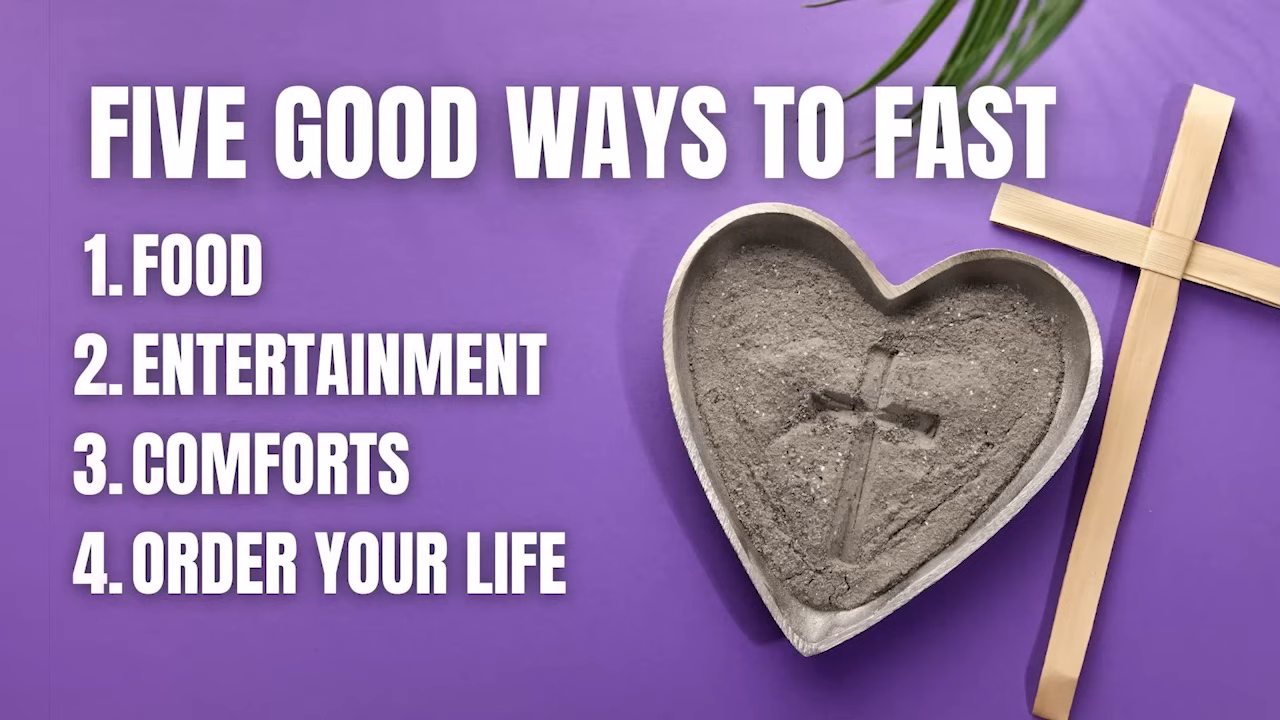 FIVE GOOD WAYS TO FAST
1. FOOD
2. ENTERTAINMENT
3. COMFORTS
4. ORDER YOUR LIFE